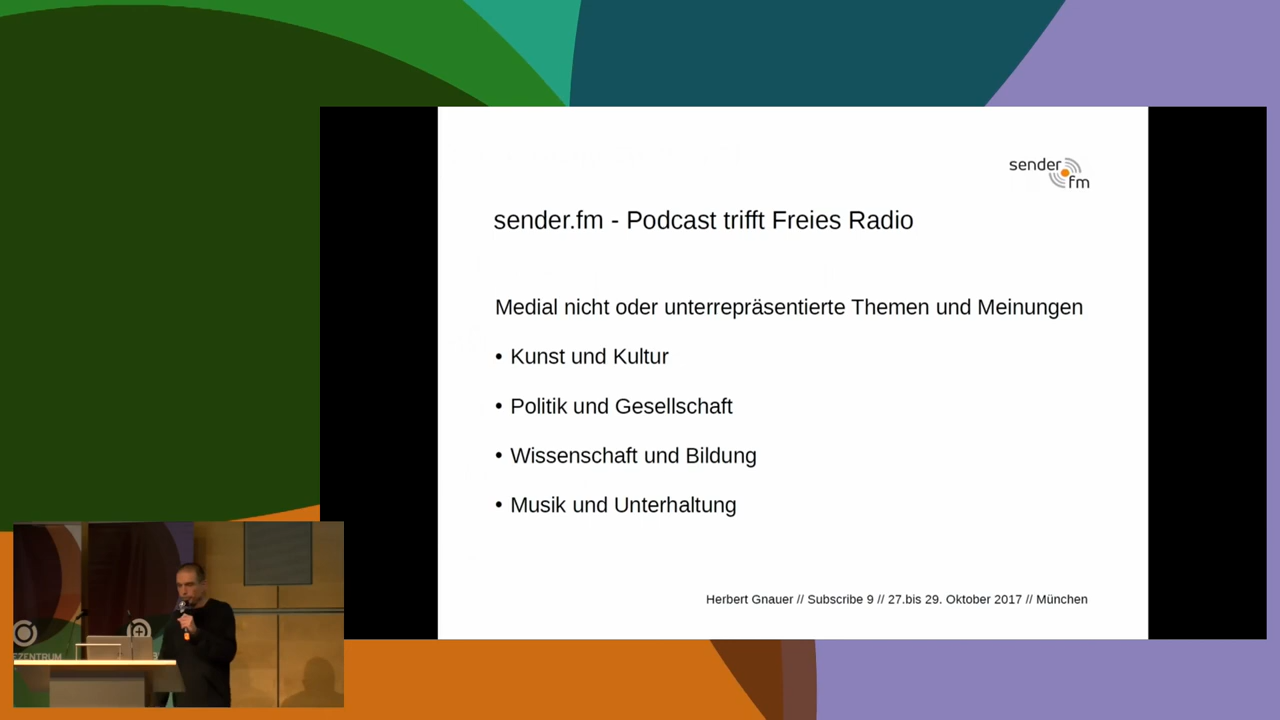 sender
fm
sender.fm - Podcast trifft Freies Radio
Medial nicht oder unterrepräsentierte Themen und Meinungen
• Kunst und Kultur
• Politik und Gesellschaft
• Wissenschaft und Bildung
• Musik und Unterhaltung
Herbert Gnauer // Subscribe 9 // 27.bis 29. Oktober 2017 // München